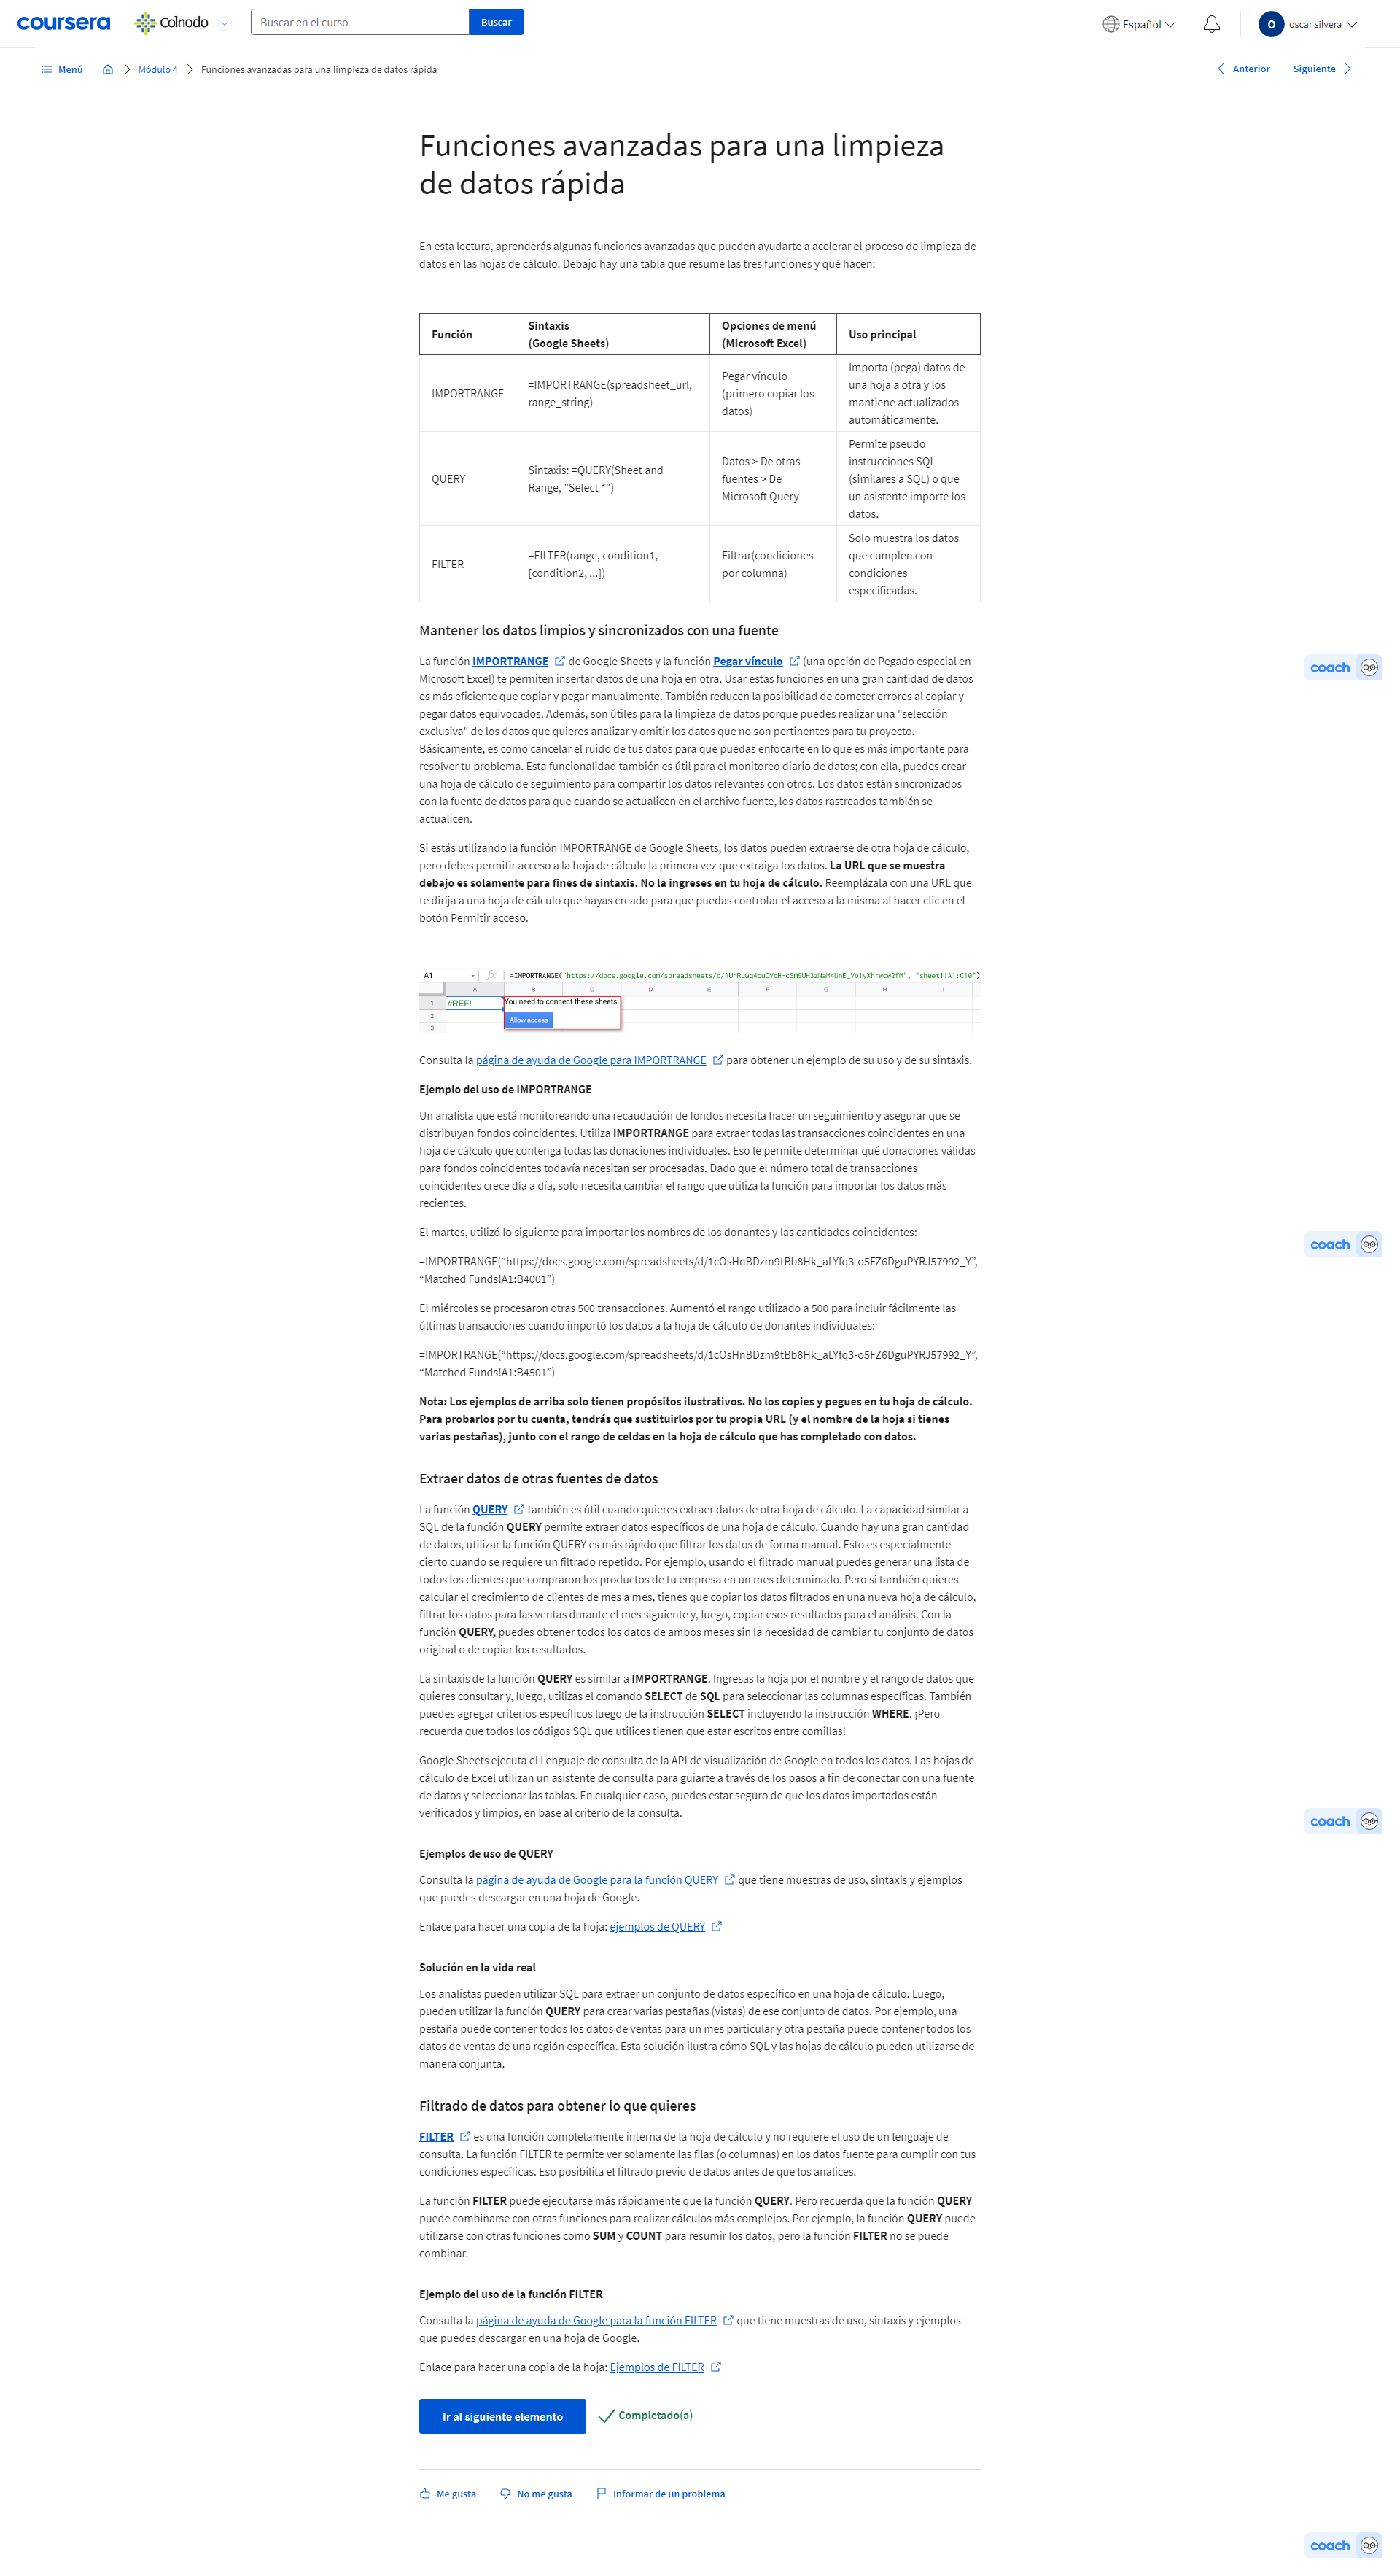 coursera
Colnodo
Buscar en el curso
Buscar
Español
O
oscar silvera
Menú
Módulo 4
Funciones avanzadas para una limpieza de datos rápida
Anterior
Siguiente
Funciones avanzadas para una limpieza
de datos rápida
En esta lectura, aprenderás algunas funciones avanzadas que pueden ayudarte a acelerar el proceso de limpieza de
datos en las hojas de cálculo. Debajo hay una tabla que resume las tres funciones y qué hacen:
Función
Sintaxis
(Google Sheets)
Opciones de menú
(Microsoft Excel)
Uso principal
IMPORTRANGE
=IMPORTRANGE(spreadsheet_url,
range_string)
Pegar vínculo
(primero copiar los
datos)
Importa (pega) datos de
una hoja a otra y los
mantiene actualizados
automáticamente.
QUERY
Sintaxis: =QUERY(Sheet and
Range, "Select *")
Datos > De otras
fuentes > De
Microsoft Query
Permite pseudo
instrucciones SQL
(similares a SQL) o que
un asistente importe los
datos.
FILTER
=FILTER(range, condition1,
[condition2, ...])
Filtrar(condiciones
por columna)
Solo muestra los datos
que cumplen con
condiciones
especificadas.
Mantener los datos limpios y sincronizados con una fuente
La función IMPORTRANGE de Google Sheets y la función Pegar vínculo (una opción de Pegado especial en
Microsoft Excel) te permiten insertar datos de una hoja en otra. Usar estas funciones en una gran cantidad de datos
es más eficiente que copiar y pegar manualmente. También reducen la posibilidad de cometer errores al copiar y
pegar datos equivocados. Además, son útiles para la limpieza de datos porque puedes realizar una "selección
exclusiva" de los datos que quieres analizar y omitir los datos que no son pertinentes para tu proyecto.
Básicamente, es como cancelar el ruido de tus datos para que puedas enfocarte en lo que es más importante para
resolver tu problema. Esta funcionalidad también es útil para el monitoreo diario de datos; con ella, puedes crear
una hoja de cálculo de seguimiento para compartir los datos relevantes con otros. Los datos están sincronizados
con la fuente de datos para que cuando se actualicen en el archivo fuente, los datos rastreados también se
actualicen.
coach
Si estás utilizando la función IMPORTRANGE de Google Sheets, los datos pueden extraerse de otra hoja de cálculo,
pero debes permitir acceso a la hoja de cálculo la primera vez que extraiga los datos. La URL que se muestra
debajo es solamente para fines de sintaxis. No la ingreses en tu hoja de cálculo. Reemplázala con una URL que
te dirija a una hoja de cálculo que hayas creado para que puedas controlar el acceso a la misma al hacer clic en el
botón Permitir acceso.
A1
fx
A B C D E F G H I
1 #REF! You need to connect these sheets.
2 Allow access
3
Consulta la página de ayuda de Google para IMPORTRANGE para obtener un ejemplo de su uso y de su sintaxis.
Ejemplo del uso de IMPORTRANGE
Un analista que está monitoreando una recaudación de fondos necesita hacer un seguimiento y asegurar que se
distribuyan fondos coincidentes. Utiliza IMPORTRANGE para extraer todas las transacciones coincidentes en una
hoja de cálculo que contenga todas las donaciones individuales. Eso le permite determinar qué donaciones válidas
para fondos coincidentes todavía necesitan ser procesadas. Dado que el número total de transacciones
coincidentes crece día a día, solo necesita cambiar el rango que utiliza la función para importar los datos más
recientes.
El martes, utilizó lo siguiente para importar los nombres de los donantes y las cantidades coincidentes:
coach
=IMPORTRANGE(“https://docs.google.com/spreadsheets/d/1cOsHnBDzm9tBb8Hk_aLYfq3-o5FZ6DguPYRJ57992_Y”,
“Matched Funds!A1:B4001”)
El miércoles se procesaron otras 500 transacciones. Aumentó el rango utilizado a 500 para incluir fácilmente las
últimas transacciones cuando importó los datos a la hoja de cálculo de donantes individuales:
=IMPORTRANGE(“https://docs.google.com/spreadsheets/d/1cOsHnBDzm9tBb8Hk_aLYfq3-o5FZ6DguPYRJ57992_Y”,
“Matched Funds!A1:B4501”)
Nota: Los ejemplos de arriba solo tienen propósitos ilustrativos. No los copies y pegues en tu hoja de cálculo.
Para probarlos por tu cuenta, tendrás que sustituirlos por tu propia URL (y el nombre de la hoja si tienes
varias pestañas), junto con el rango de celdas en la hoja de cálculo que has completado con datos.
Extraer datos de otras fuentes de datos
La función QUERY también es útil cuando quieres extraer datos de otra hoja de cálculo. La capacidad similar a
SQL de la función QUERY permite extraer datos específicos de una hoja de cálculo. Cuando hay una gran cantidad
de datos, utilizar la función QUERY es más rápido que filtrar los datos de forma manual. Esto es especialmente
cierto cuando se requiere un filtrado repetido. Por ejemplo, usando el filtrado manual puedes generar una lista de
todos los clientes que compraron los productos de tu empresa en un mes determinado. Pero si también quieres
calcular el crecimiento de clientes de mes a mes, tienes que copiar los datos filtrados en una nueva hoja de cálculo,
filtrar los datos para las ventas durante el mes siguiente y, luego, copiar esos resultados para el análisis. Con la
función QUERY, puedes obtener todos los datos de ambos meses sin la necesidad de cambiar tu conjunto de datos
original o de copiar los resultados.
La sintaxis de la función QUERY es similar a IMPORTRANGE. Ingresas la hoja por el nombre y el rango de datos que
quieres consultar y, luego, utilizas el comando SELECT de SQL para seleccionar las columnas específicas. También
puedes agregar criterios específicos luego de la instrucción SELECT incluyendo la instrucción WHERE. ¡Pero
recuerda que todos los códigos SQL que utilices tienen que estar escritos entre comillas!
Google Sheets ejecuta el Lenguaje de consulta de la API de visualización de Google en todos los datos. Las hojas de
cálculo de Excel utilizan un asistente de consulta para guiarte a través de los pasos a fin de conectar con una fuente
de datos y seleccionar las tablas. En cualquier caso, puedes estar seguro de que los datos importados están
verificados y limpios, en base al criterio de la consulta.
coach
Ejemplos de uso de QUERY
Consulta la página de ayuda de Google para la función QUERY que tiene muestras de uso, sintaxis y ejemplos
que puedes descargar en una hoja de Google.
Enlace para hacer una copia de la hoja: ejemplos de QUERY
Solución en la vida real
Los analistas pueden utilizar SQL para extraer un conjunto de datos específico en una hoja de cálculo. Luego,
pueden utilizar la función QUERY para crear varias pestañas (vistas) de ese conjunto de datos. Por ejemplo, una
pestaña puede contener todos los datos de ventas para un mes particular y otra pestaña puede contener todos los
datos de ventas de una región específica. Esta solución ilustra cómo SQL y las hojas de cálculo pueden utilizarse de
manera conjunta.
Filtrado de datos para obtener lo que quieres
FILTER es una función completamente interna de la hoja de cálculo y no requiere el uso de un lenguaje de
consulta. La función FILTER te permite ver solamente las filas (o columnas) en los datos fuente para cumplir con tus
condiciones específicas. Eso posibilita el filtrado previo de datos antes de que los analices.
La función FILTER puede ejecutarse más rápidamente que la función QUERY. Pero recuerda que la función QUERY
puede combinarse con otras funciones para realizar cálculos más complejos. Por ejemplo, la función QUERY puede
utilizarse con otras funciones como SUM y COUNT para resumir los datos, pero la función FILTER no se puede
combinar.
Ejemplo del uso de la función FILTER
Consulta la página de ayuda de Google para la función FILTER que tiene muestras de uso, sintaxis y ejemplos
que puedes descargar en una hoja de Google.
Enlace para hacer una copia de la hoja: Ejemplos de FILTER
Ir al siguiente elemento
Completado(a)
Me gusta
No me gusta
Informar de un problema
coach